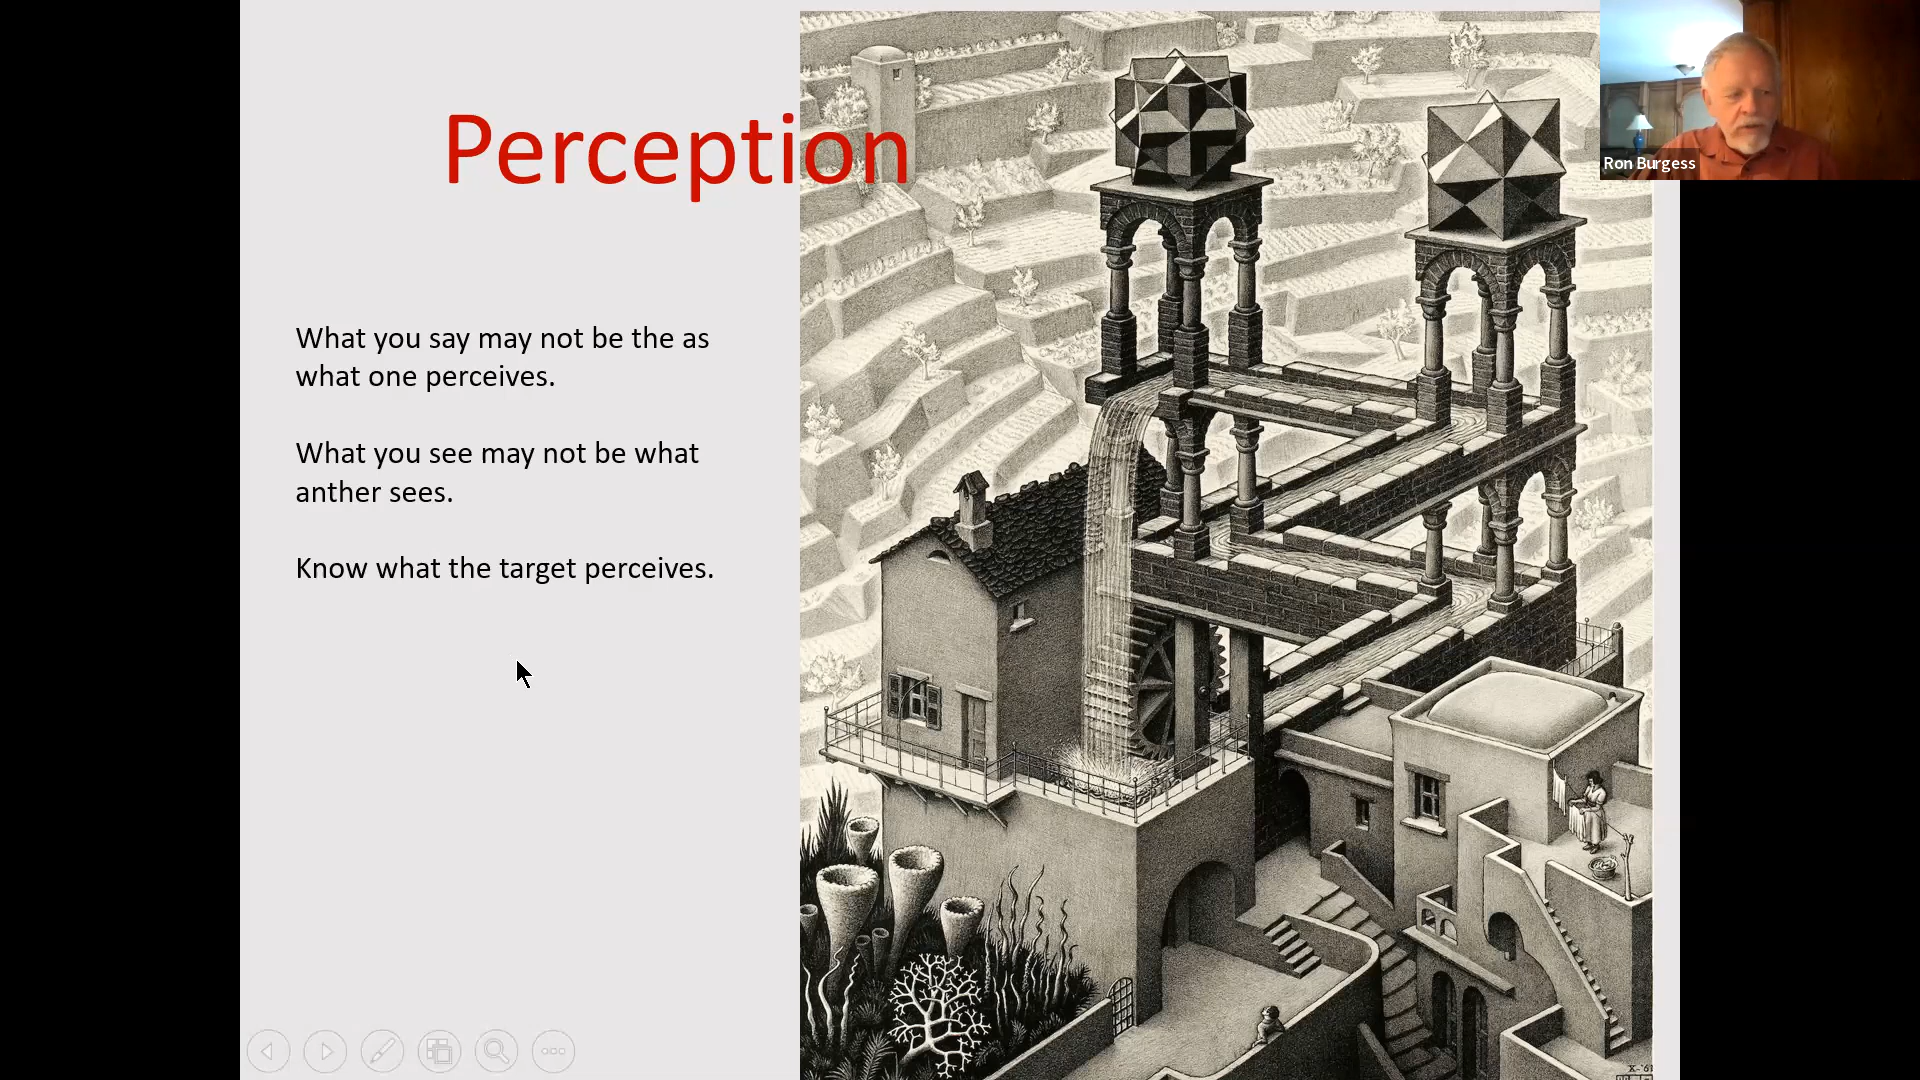 Perception
Ron Burgess
What you say may not be the as
what one perceives.
What you see may not be what
anther sees.
Know what the target perceives.
X-'61